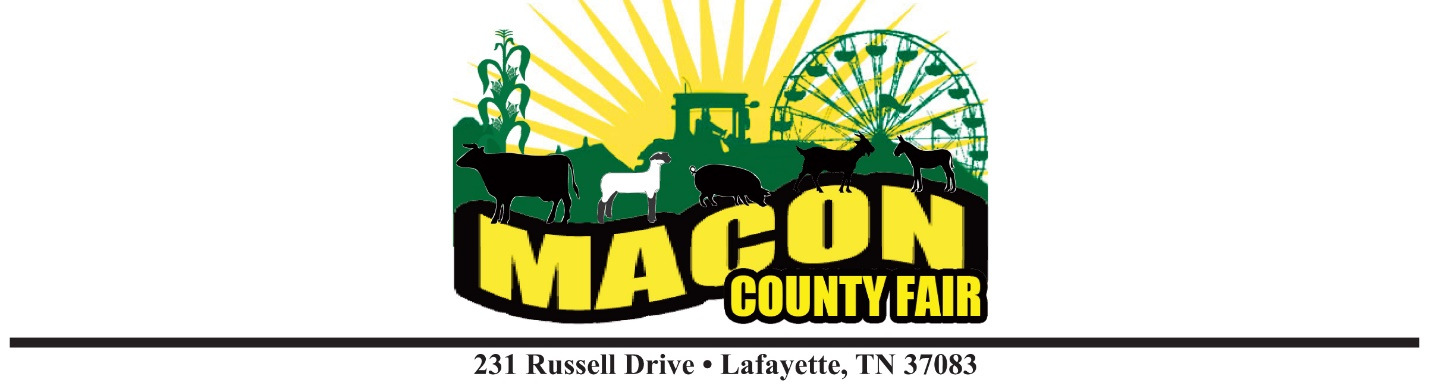 MACON
COUNTY FAIR
231 Russell Drive • Lafayette, TN 37083